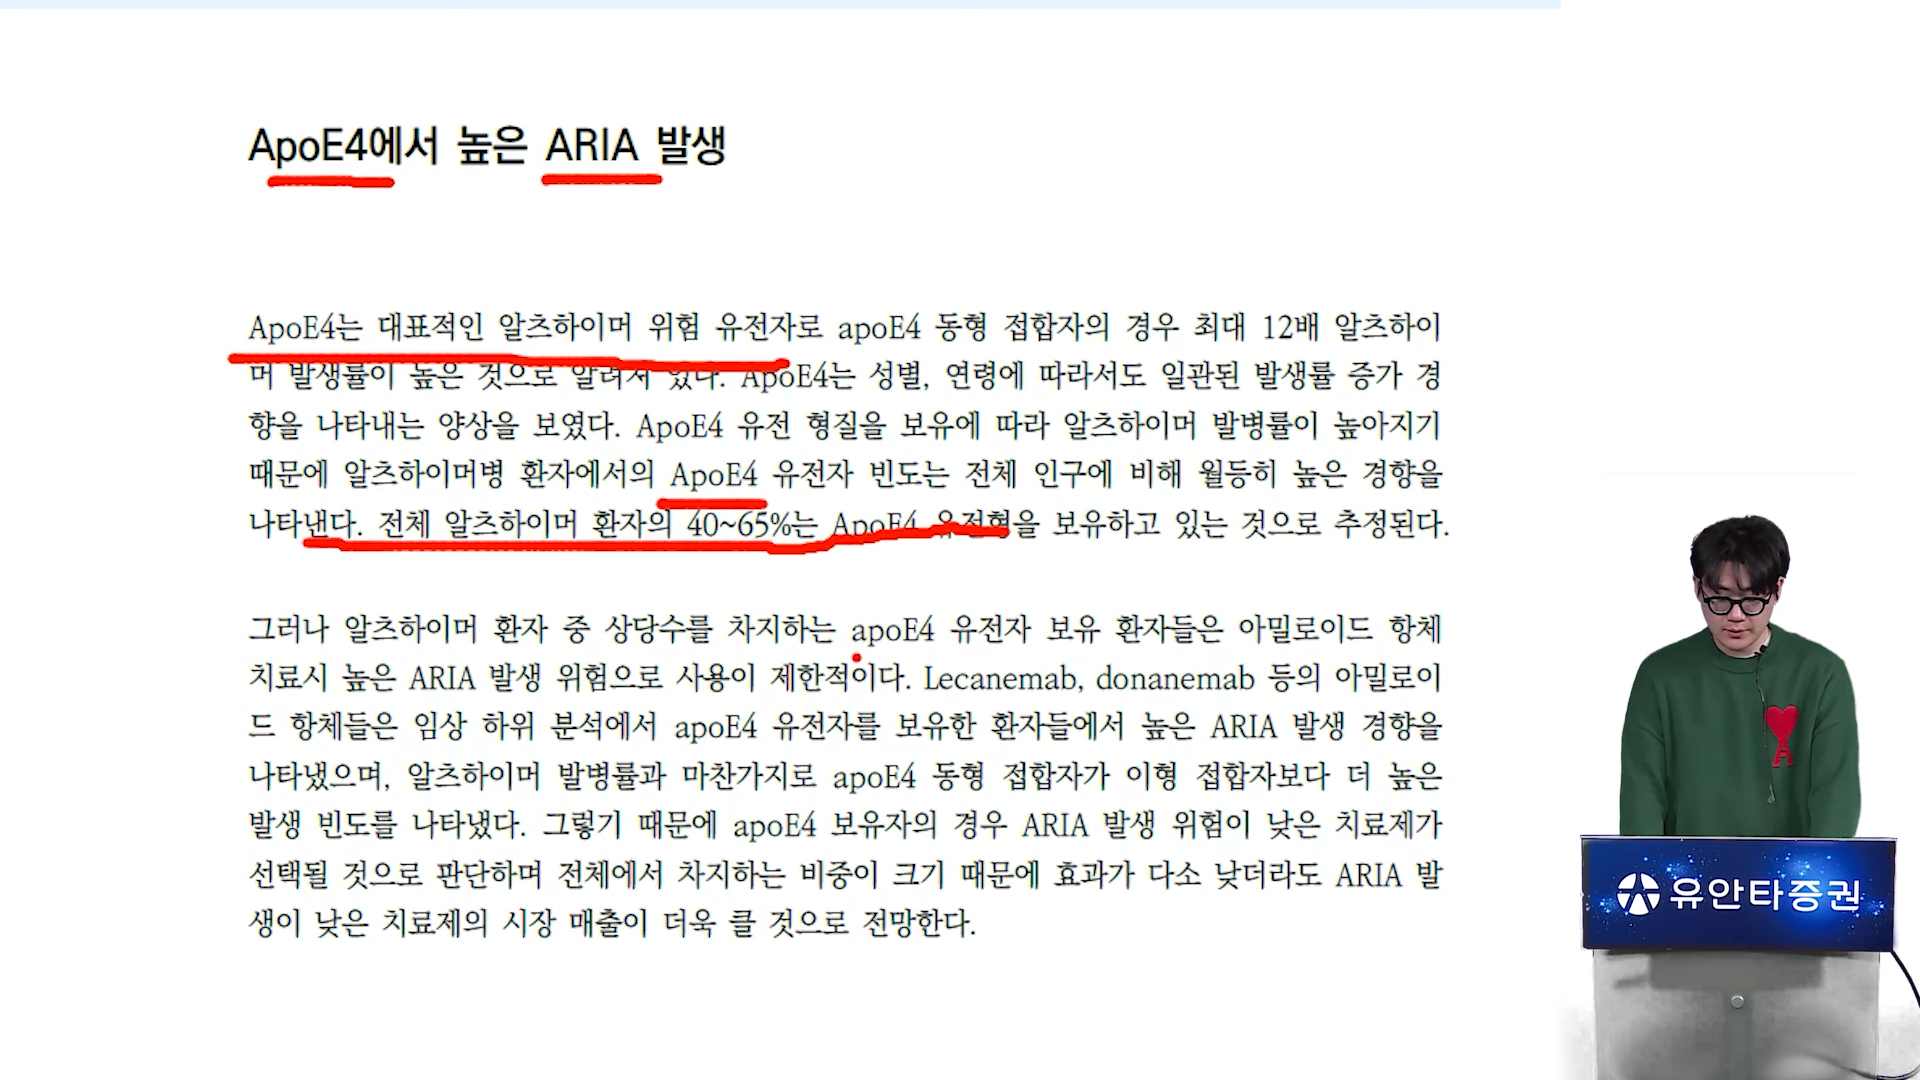 ApoE4에서 높은 ARIA 발생
ApoE4는 대표적인 알츠하이머 위험 유전자로 apoE4 동형 접합자의 경우 최대 12배 알츠하이
머 발생률이 높은 것으로 알려져 있다. ApoE4는 성별, 연령에 따라서도 일관된 발생률 증가 경
향을 나타내는 양상을 보였다. ApoE4 유전 형질을 보유에 따라 알츠하이머 발병률이 높아지기
때문에 알츠하이머병 환자에서의 ApoE4 유전자 빈도는 전체 인구에 비해 월등히 높은 경향을
나타낸다. 전체 알츠하이머 환자의 40~65%는 ApoE4 유전형을 보유하고 있는 것으로 추정된다.
그러나 알츠하이머 환자 중 상당수를 차지하는 apoE4 유전자 보유 환자들은 아밀로이드 항체
치료시 높은 ARIA 발생 위험으로 사용이 제한적이다. Lecanemab, donanemab 등의 아밀로이
드 항체들은 임상 하위 분석에서 apoE4 유전자를 보유한 환자들에서 높은 ARIA 발생 경향을
나타냈으며, 알츠하이머 발병률과 마찬가지로 apoE4 동형 접합자가 이형 접합자보다 더 높은
발생 빈도를 나타냈다. 그렇기 때문에 apoE4 보유자의 경우 ARIA 발생 위험이 낮은 치료제가
선택될 것으로 판단하며 전체에서 차지하는 비중이 크기 때문에 효과가 다소 낮더라도 ARIA 발
생이 낮은 치료제의 시장 매출이 더욱 클 것으로 전망한다.
A
유안타증권